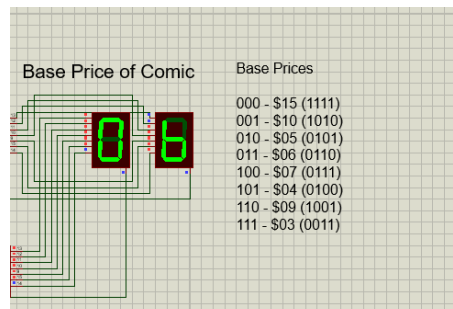 Base Price of Comic
06
Base Prices
000 - $15 (1111)
001 - $10 (1010)
010 - $05 (0101)
011 - $06 (0110)
100 - $07 (0111)
101 - $04 (0100)
110 - $09 (1001)
111 - $03 (0011)